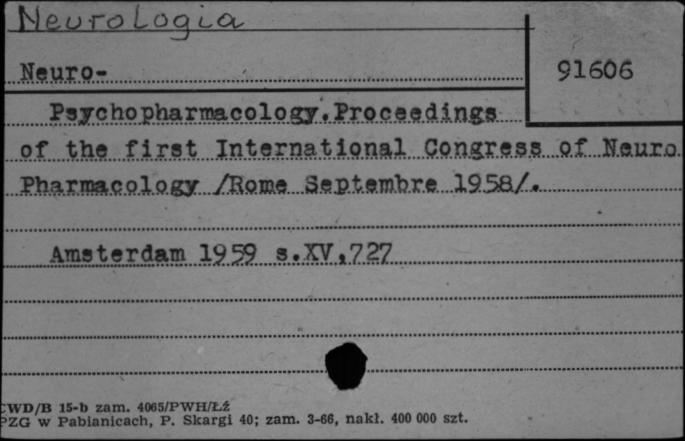 Neurologia
Neuro-
91606
Psychopharmacology.Proceedings
of the first International Congress of Neuro
Pharmacology /Rome Septembre 1958/.
Amsterdam 1959 s.XV,727
CWD/B 15-b zam. 4065/PWH/Łź
PZG w Pabianicach, P. Skargi 40; zam. 3-66, nakł. 400 000 szt.